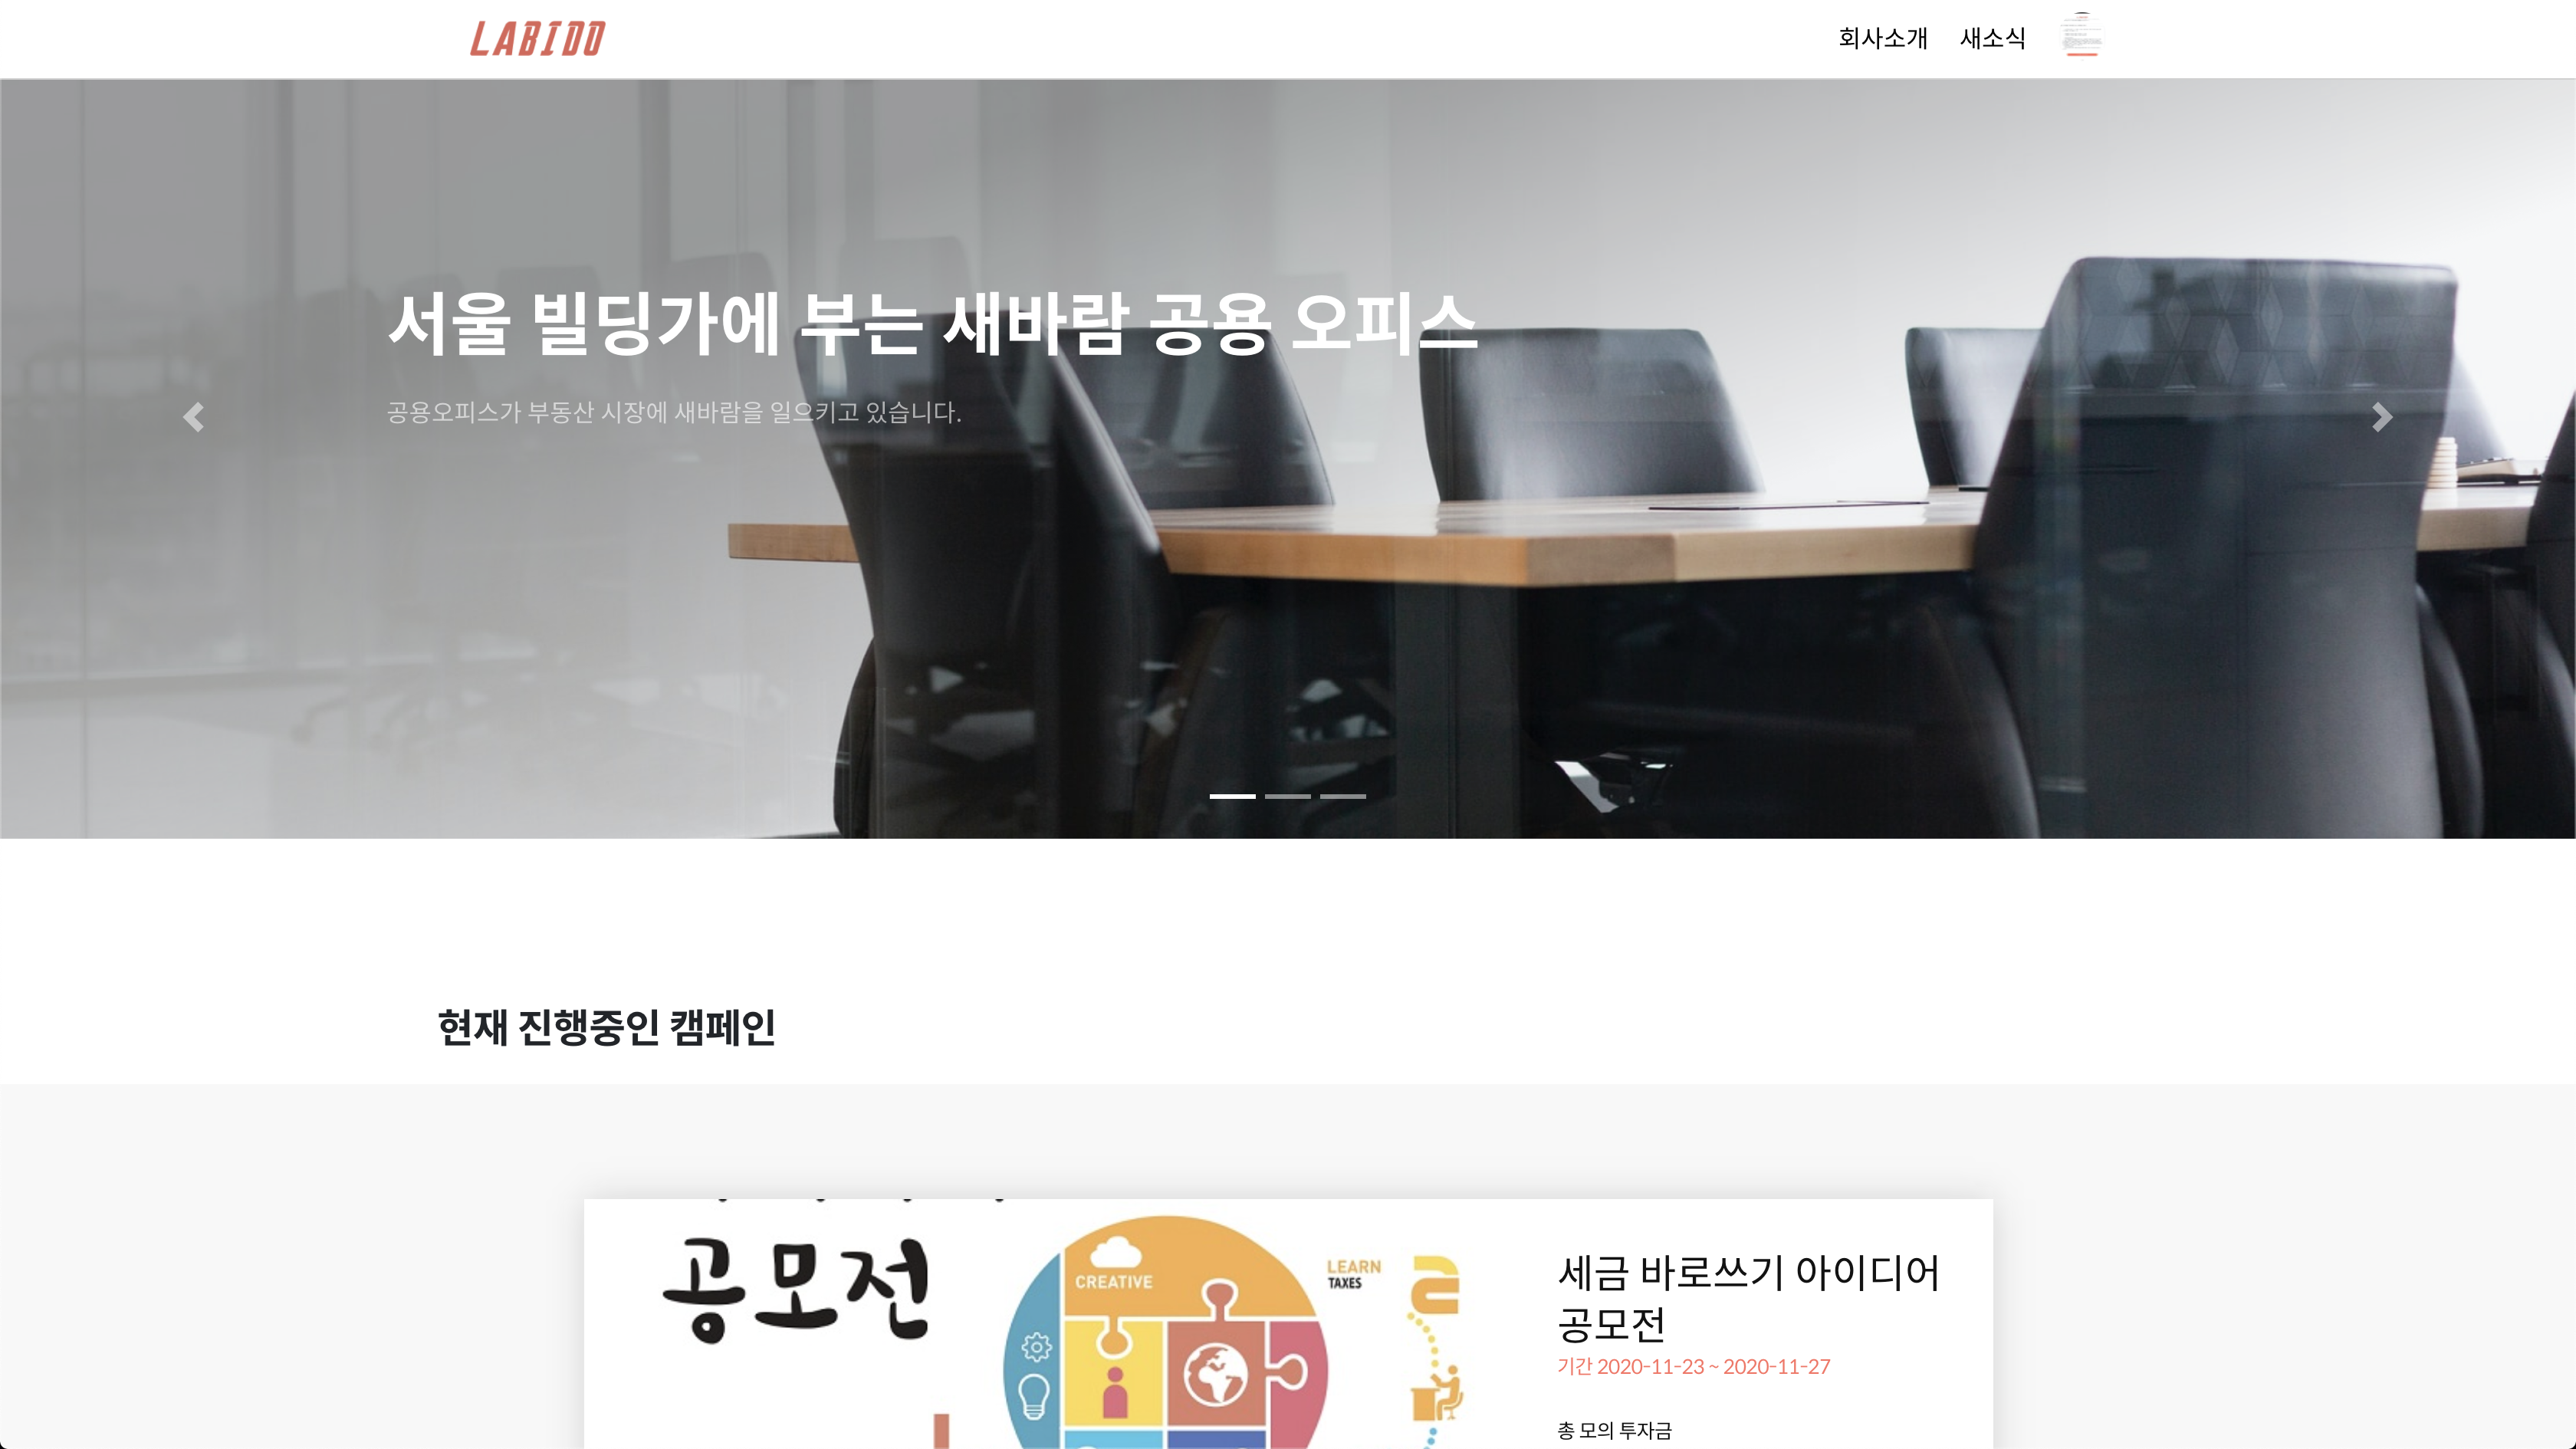 LABIDO
회사소개 새소식
서울 빌딩가에 부는 새바람 공용 오피스
공용오피스가 부동산 시장에 새바람을 일으키고 있습니다.
현재 진행중인 캠페인
공모전
CREATIVE
LEARN
TAXES
세금 바로쓰기 아이디어
공모전
기간 2020-11-23 ~ 2020-11-27
총 모의 투자금